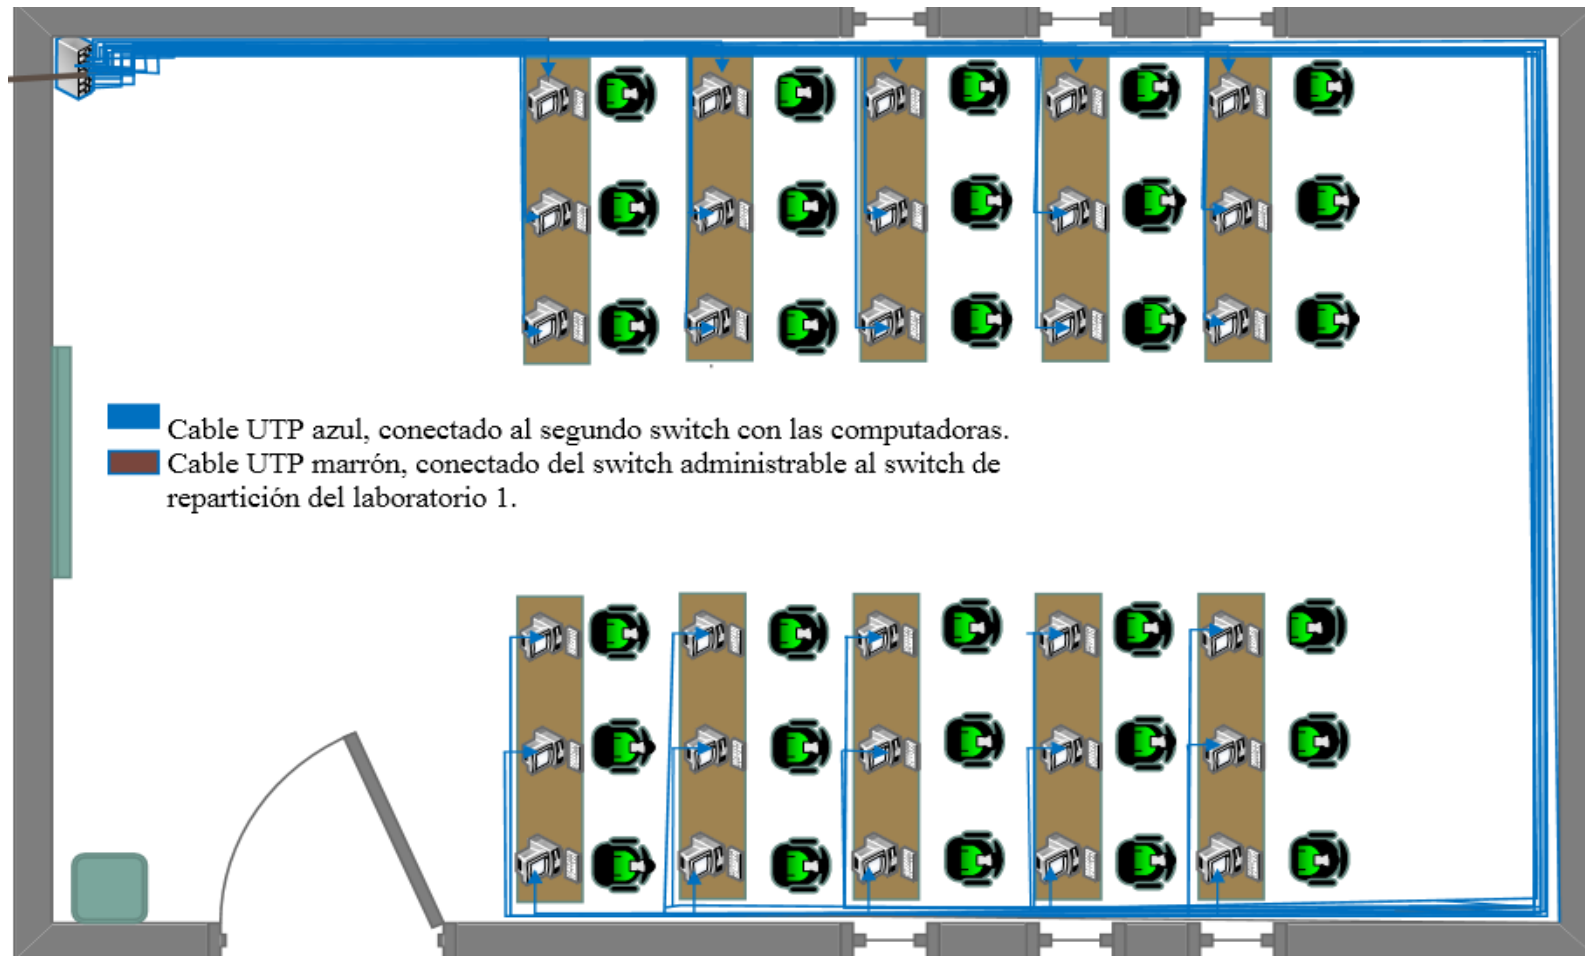 Cable UTP azul, conectado al segundo switch con las computadoras.
Cable UTP marrón, conectado del switch administrable al switch de
repartición del laboratorio 1.